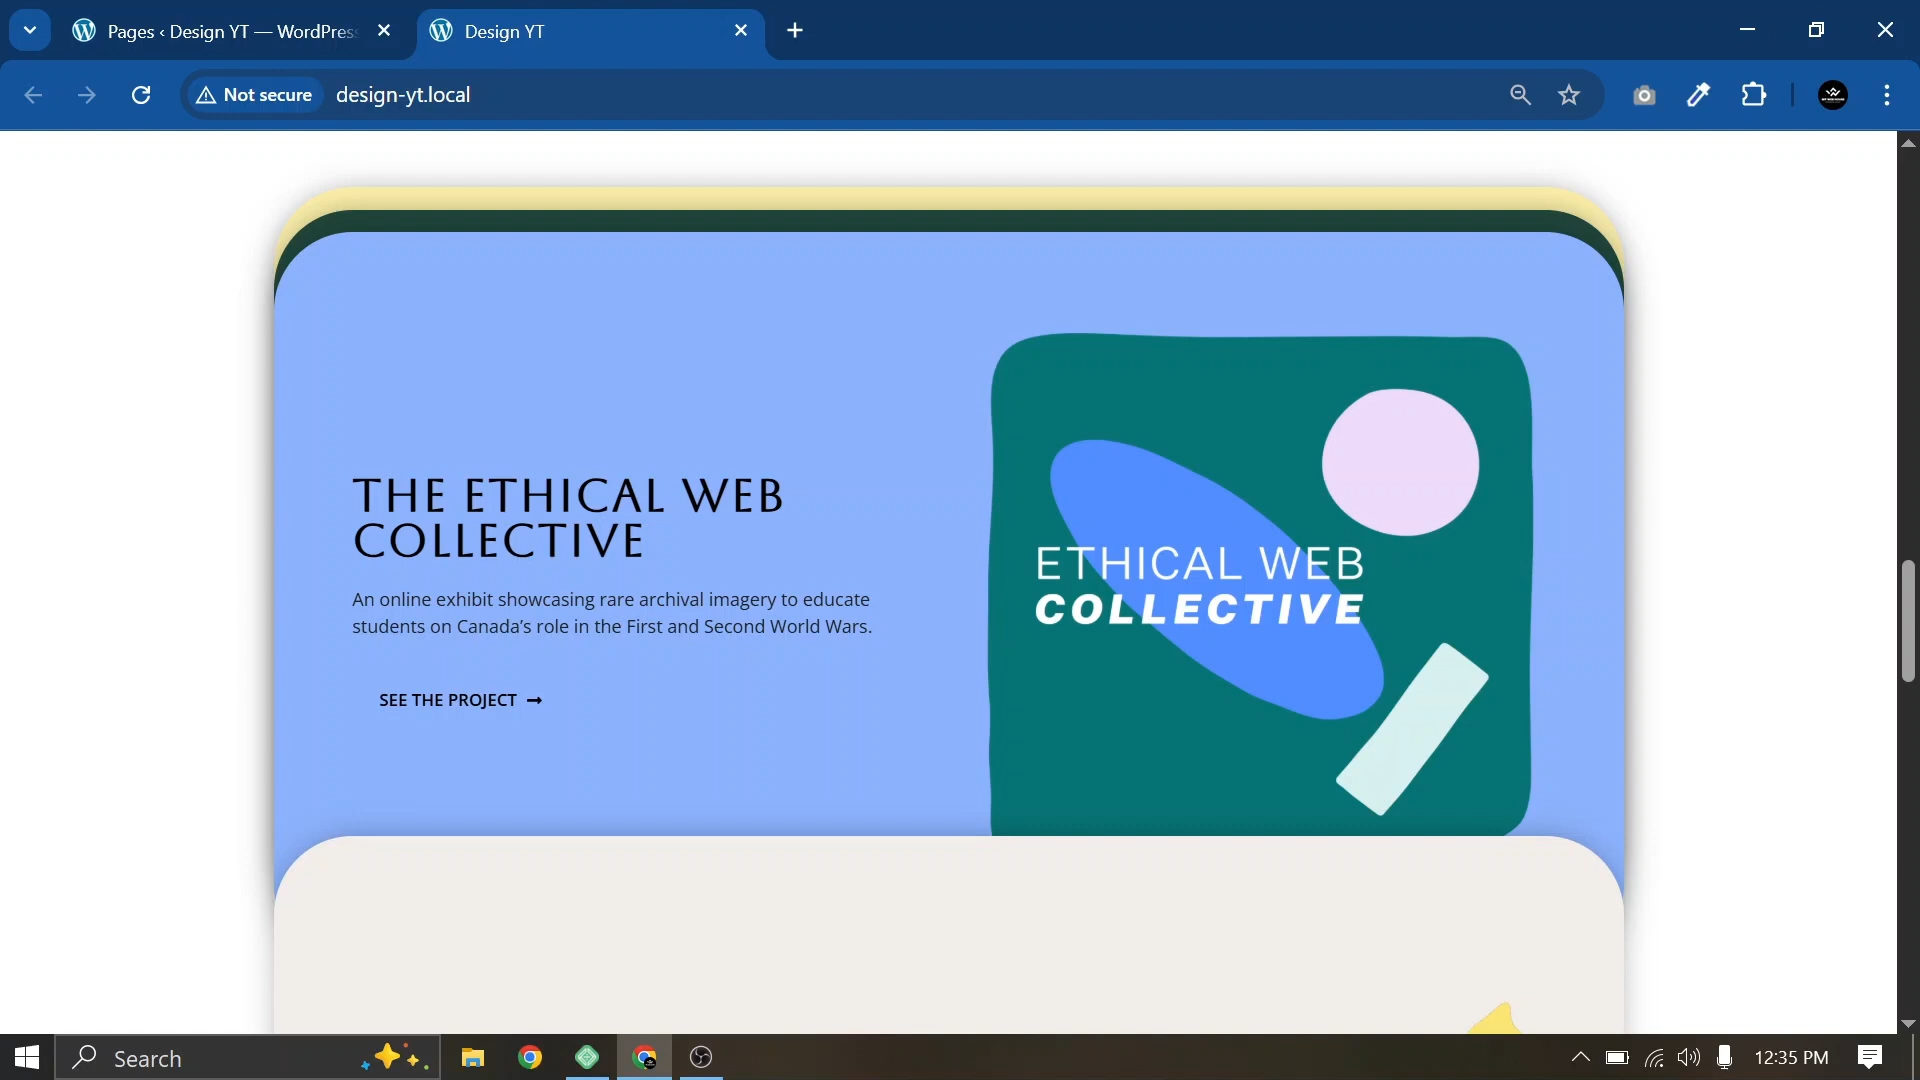 Pages ‹ Design YT — WordPres
Design YT
Not secure
design-yt.local
THE ETHICAL WEB
COLLECTIVE
An online exhibit showcasing rare archival imagery to educate
students on Canada’s role in the First and Second World Wars.
SEE THE PROJECT →
ETHICAL WEB
COLLECTIVE
Search
12:35 PM